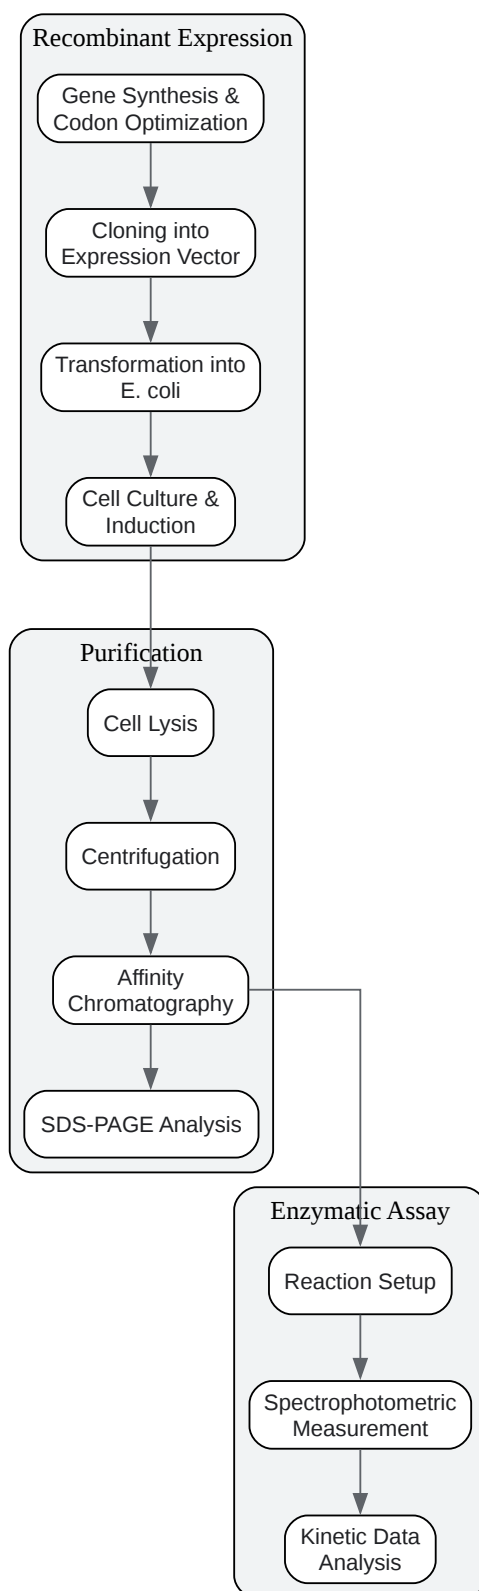 Recombinant Expression
Gene Synthesis &
Codon Optimization
Cloning into
Expression Vector
Transformation into
E. coli
Cell Culture &
Induction
Purification
Cell Lysis
Centrifugation
Affinity
Chromatography
SDS-PAGE Analysis
Enzymatic Assay
Reaction Setup
Spectrophotometric
Measurement
Kinetic Data
Analysis